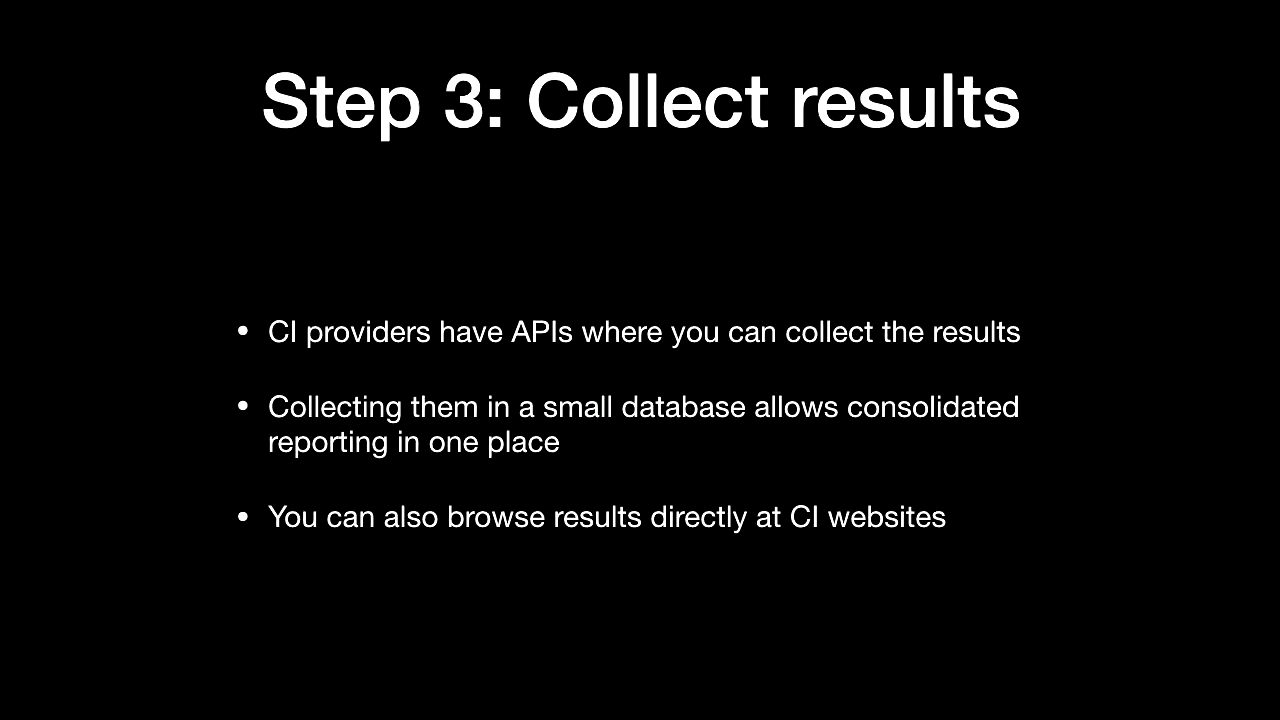 Step 3: Collect results
• CI providers have APIs where you can collect the results
• Collecting them in a small database allows consolidated
reporting in one place
• You can also browse results directly at CI websites